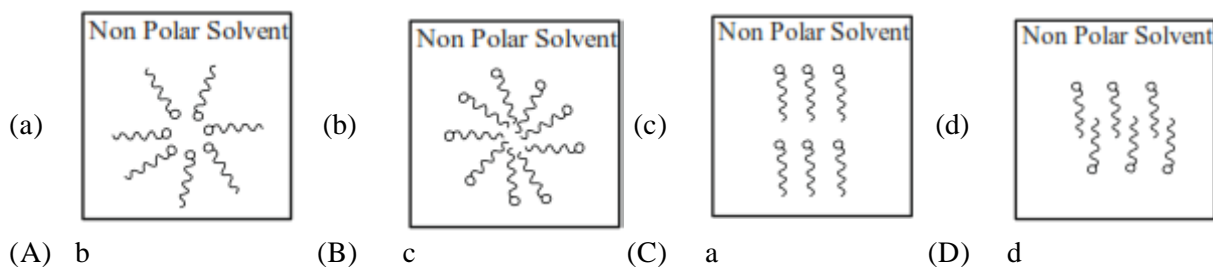 Non Polar Solvent
Non Polar Solvent
Non Polar Solvent
Non Polar Solvent
(a) (b) (c) (d)
(A) b (B) c (C) a (D) d